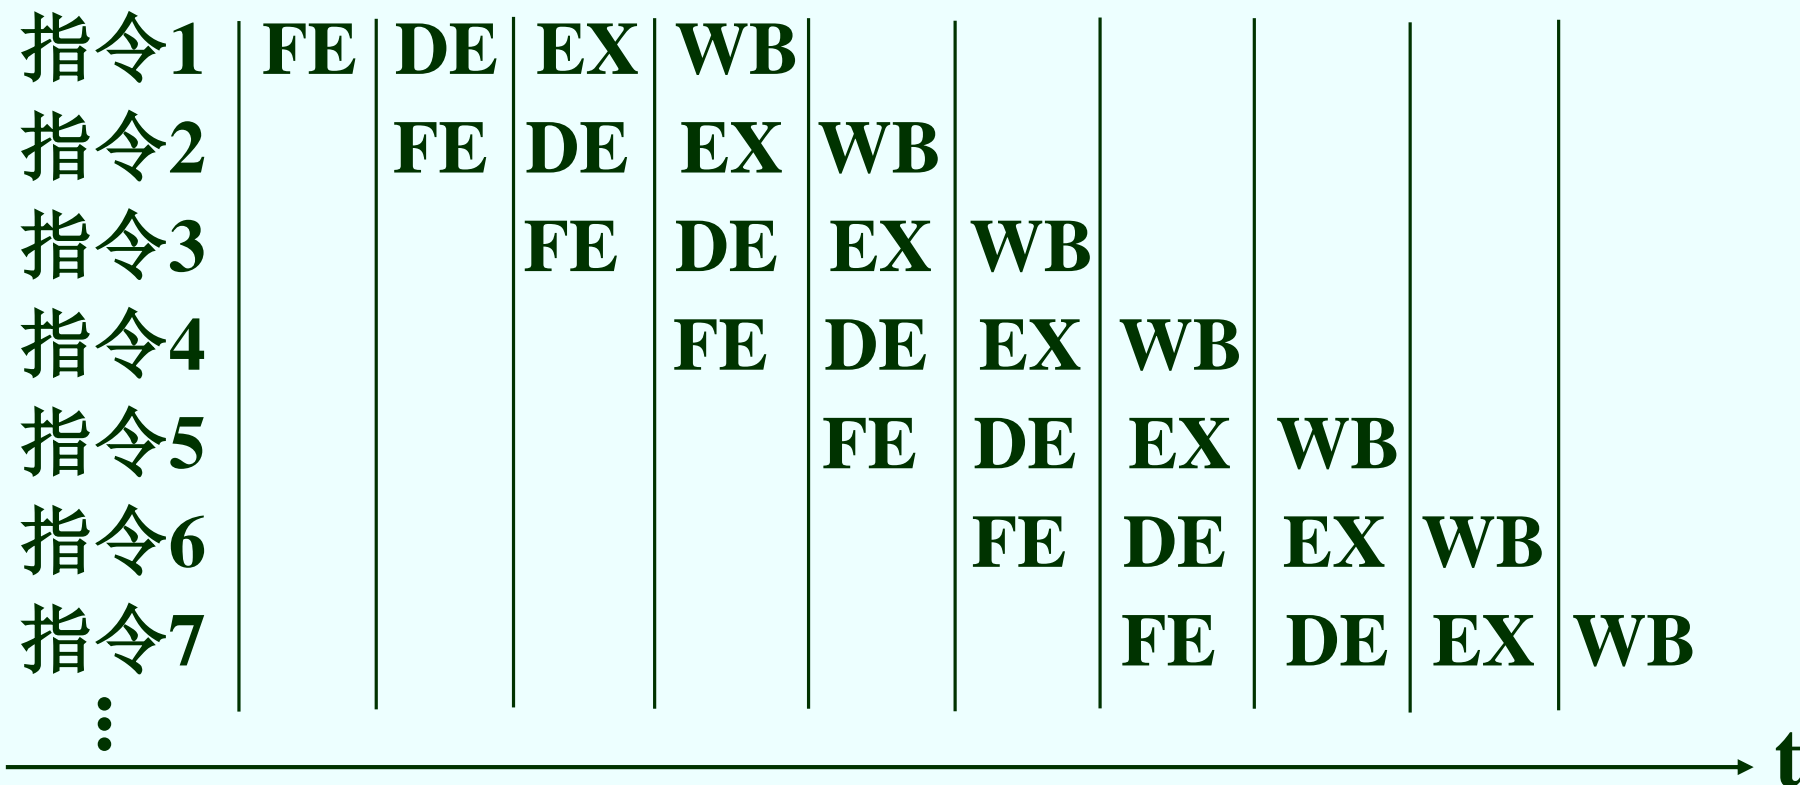 指令1 FE DE EX WB
指令2 FE DE EX WB
指令3 FE DE EX WB
指令4 FE DE EX WB
指令5 FE DE EX WB
指令6 FE DE EX WB
指令7 FE DE EX WB
⋮
t